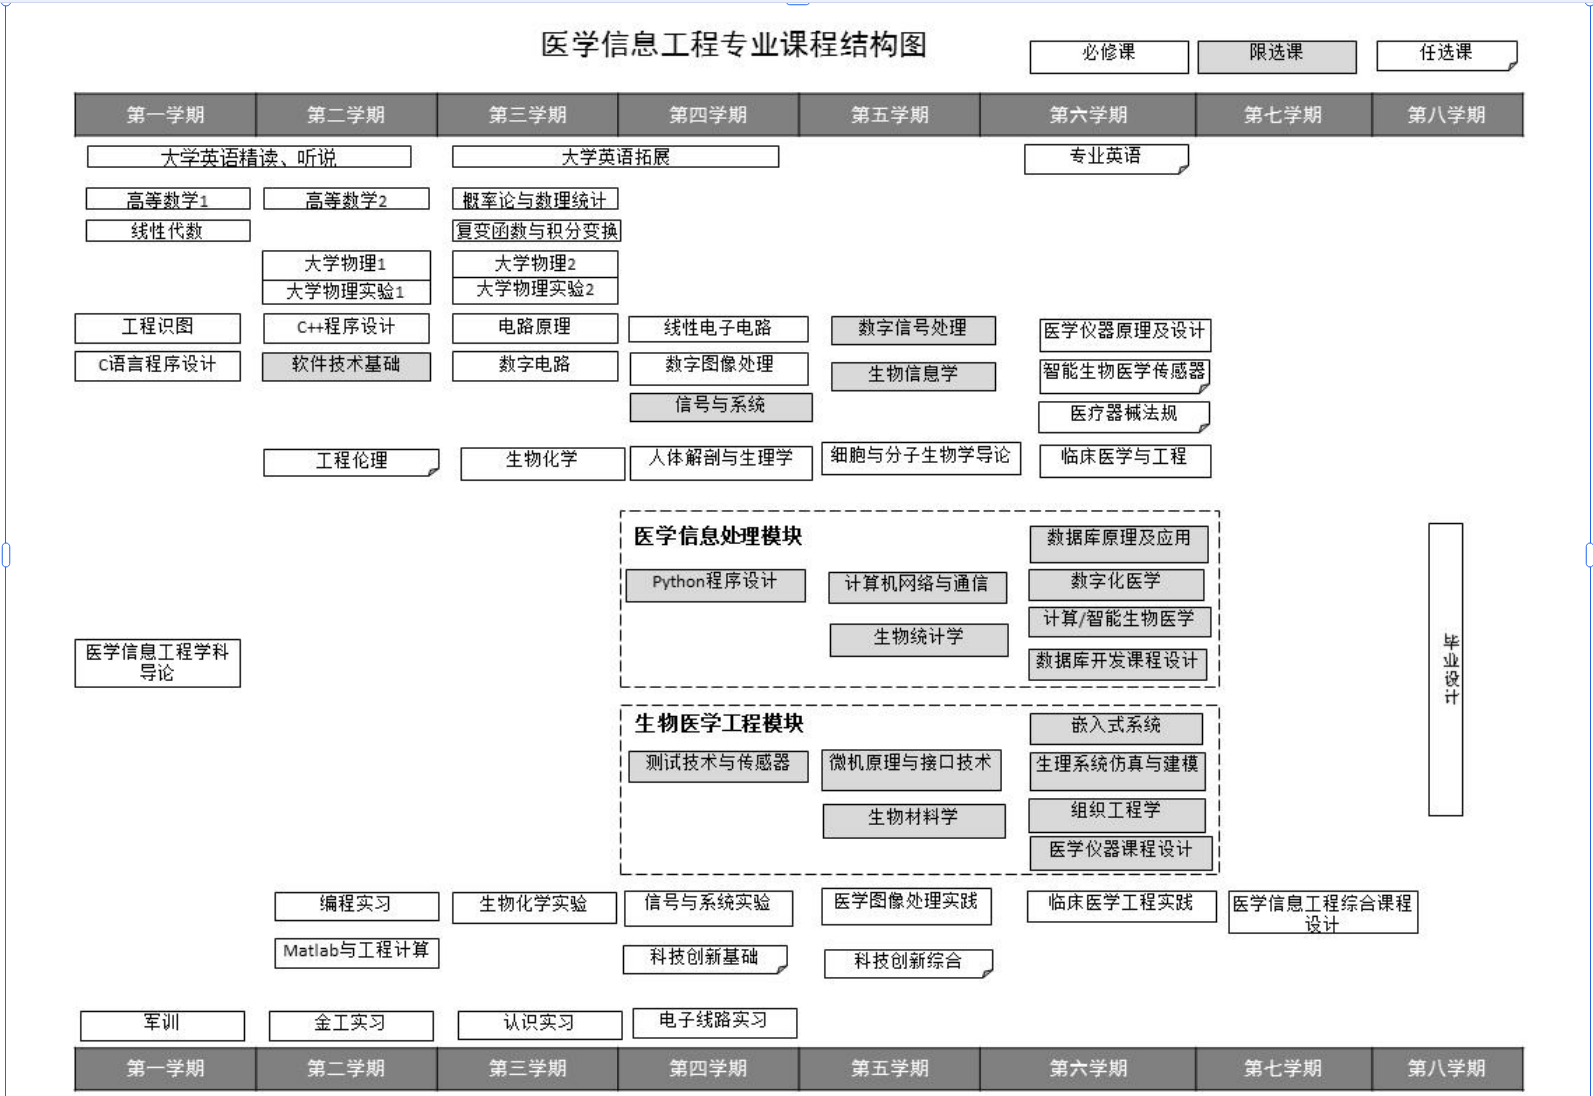 医学信息工程专业课程结构图
必修课
限选课
任选课
第一学期
第二学期
第三学期
第四学期
第五学期
第六学期
第七学期
第八学期
大学英语精读、听说
大学英语拓展
专业英语
高等数学1
高等数学2
概率论与数理统计
线性代数
复变函数与积分变换
大学物理1
大学物理2
大学物理实验1
大学物理实验2
工程识图
C++程序设计
电路原理
线性电子电路
数字信号处理
医学仪器原理及设计
C语言程序设计
软件技术基础
数字电路
数字图像处理
生物信息学
智能生物医学传感器
信号与系统
医疗器械法规
工程伦理
生物化学
人体解剖与生理学
细胞与分子生物学导论
临床医学与工程
医学信息处理模块
数据库原理及应用
Python程序设计
计算机网络与通信
数字化医学
计算/智能生物医学
生物统计学
数据库开发课程设计
医学信息工程学科
导论
毕业设计
生物医学工程模块
嵌入式系统
测试技术与传感器
微机原理与接口技术
生理系统仿真与建模
生物材料学
组织工程学
医学仪器课程设计
编程实习
生物化学实验
信号与系统实验
医学图像处理实践
临床医学工程实践
医学信息工程综合课程
设计
Matlab与工程计算
科技创新基础
科技创新综合
军训
金工实习
认识实习
电子线路实习
第一学期
第二学期
第三学期
第四学期
第五学期
第六学期
第七学期
第八学期